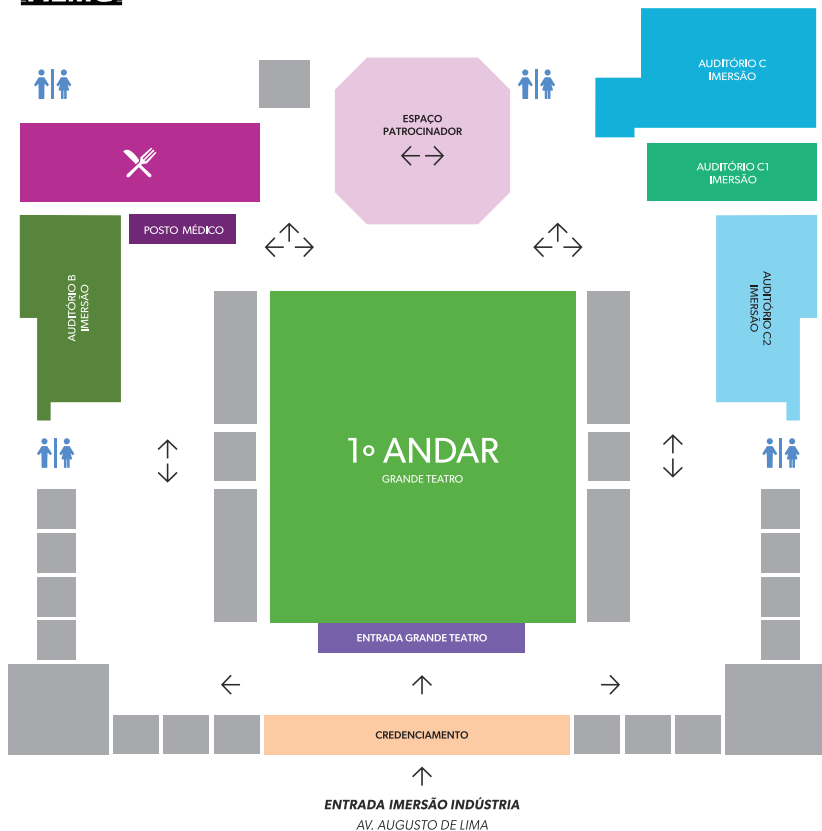 AUDITÓRIO C
IMERSÃO
ESPAÇO
PATROCINADOR
AUDITÓRIO C1
IMERSÃO
POSTO MÉDICO
AUDITÓRIO B
IMERSÃO
AUDITÓRIO C2
IMERSÃO
1º ANDAR
GRANDE TEATRO
ENTRADA GRANDE TEATRO
CREDENCIAMENTO
ENTRADA IMERSÃO INDÚSTRIA
AV. AUGUSTO DE LIMA